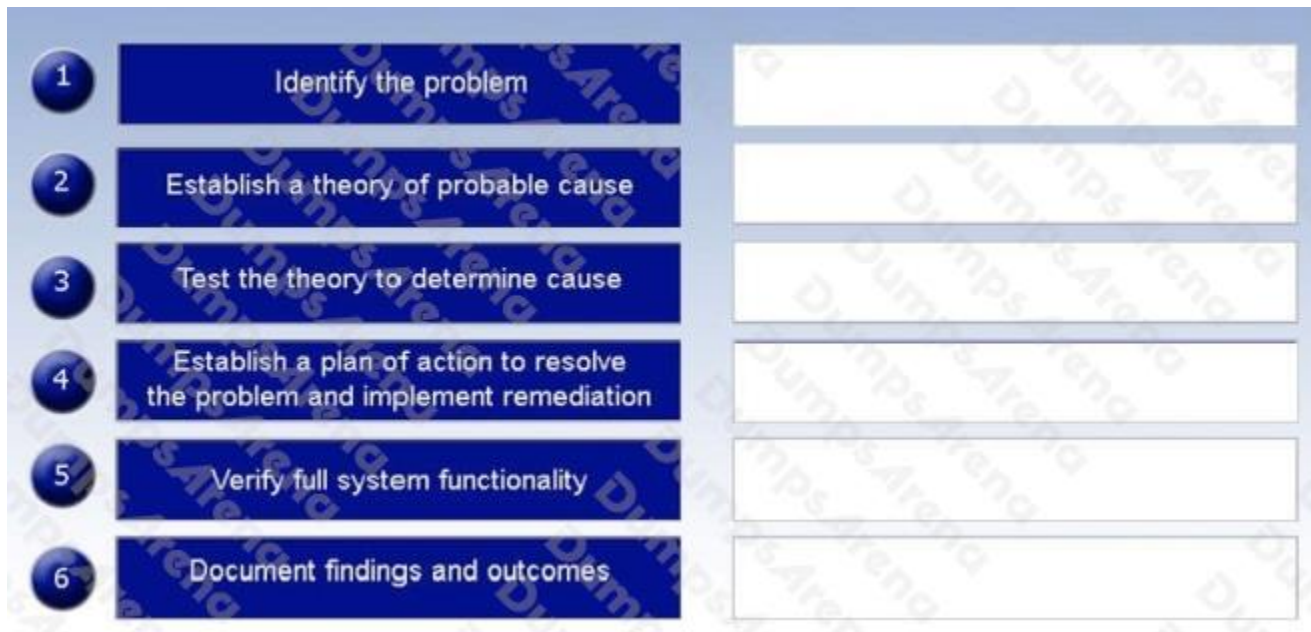 1 Identify the problem
2 Establish a theory of probable cause
3 Test the theory to determine cause
4 Establish a plan of action to resolve
the problem and implement remediation
5 Verify full system functionality
6 Document findings and outcomes
DumpsArena